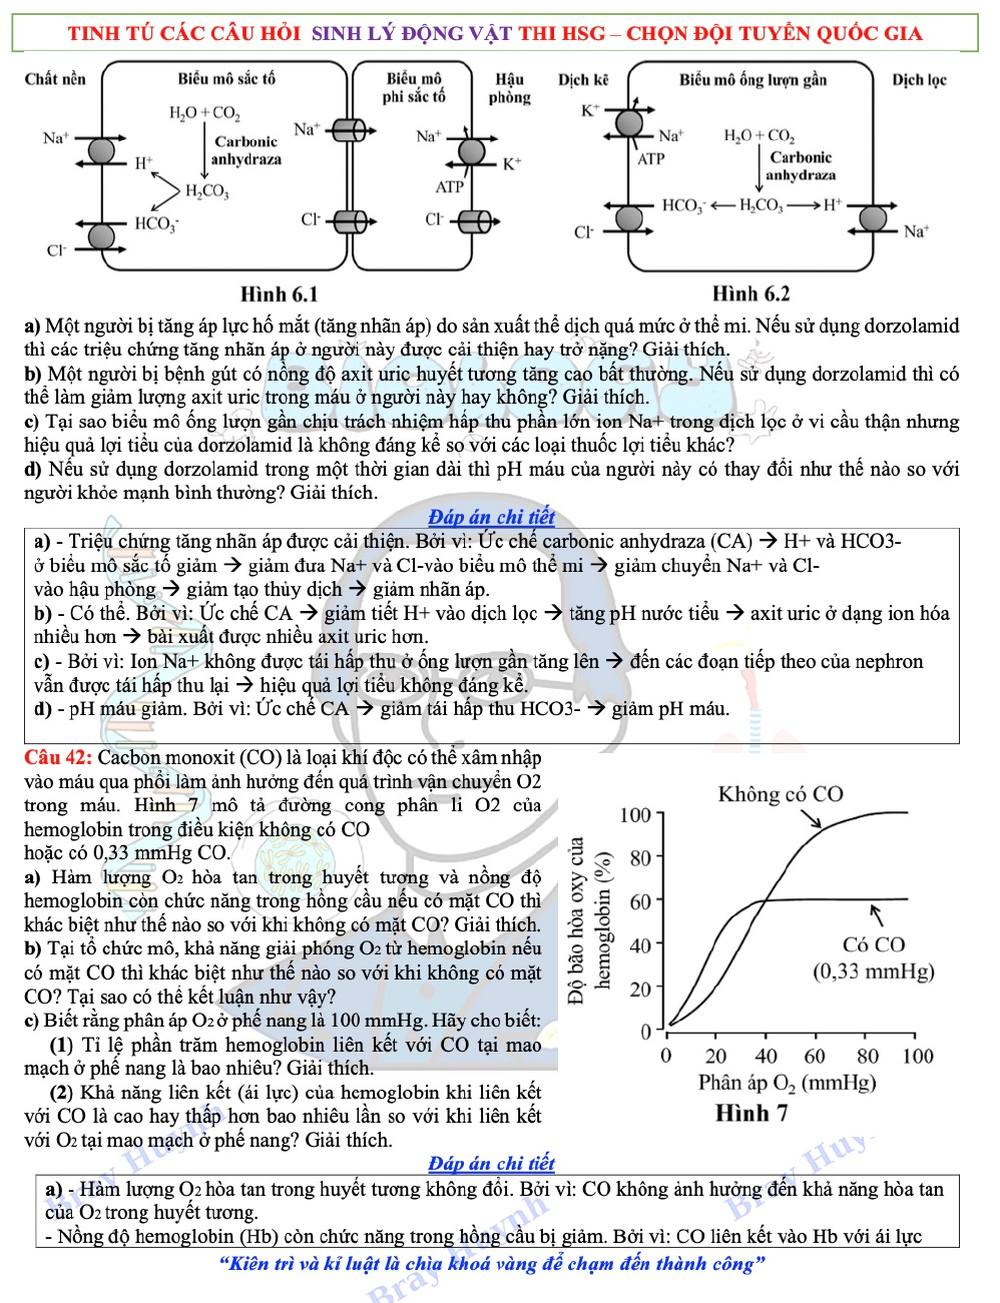 TINH TÚ CÁC CÂU HỎI SINH LÝ ĐỘNG VẬT THI HSG – CHỌN ĐỘI TUYỂN QUỐC GIA
Chất nền
Biểu mô sắc tố
Biểu mô
phi sắc tố
Hậu
phòng
H₂O + CO₂
Na⁺
Carbonic
anhydraza
H⁺
H₂CO₃
HCO₃⁻
Cl⁻
Na⁺
Cl⁻
Na⁺
K⁺
ATP
Cl⁻
Hình 6.1
Dịch kẽ
Biểu mô ống lượn gần
Dịch lọc
K⁺
Na⁺
ATP
H₂O + CO₂
Carbonic
anhydraza
HCO₃⁻ ← H₂CO₃ → H⁺
Cl⁻
Na⁺
Hình 6.2
a) Một người bị tăng áp lực hố mắt (tăng nhãn áp) do sản xuất thể dịch quá mức ở thể mi. Nếu sử dụng dorzolamid
thì các triệu chứng tăng nhãn áp ở người này được cải thiện hay trở nặng? Giải thích.
b) Một người bị bệnh gút có nồng độ axit uric huyết tương tăng cao bất thường. Nếu sử dụng dorzolamid thì có
thể làm giảm lượng axit uric trong máu ở người này hay không? Giải thích.
c) Tại sao biểu mô ống lượn gần chịu trách nhiệm hấp thu phần lớn ion Na+ trong dịch lọc ở vi cầu thận nhưng
hiệu quả lợi tiểu của dorzolamid là không đáng kể so với các loại thuốc lợi tiểu khác?
d) Nếu sử dụng dorzolamid trong một thời gian dài thì pH máu của người này có thay đổi như thế nào so với
người khỏe mạnh bình thường? Giải thích.
Biology
Đáp án chi tiết
a) - Triệu chứng tăng nhãn áp được cải thiện. Bởi vì: Ức chế carbonic anhydraza (CA) → H+ và HCO3-
ở biểu mô sắc tố giảm → giảm đưa Na+ và Cl-vào biểu mô thể mi → giảm chuyển Na+ và Cl-
vào hậu phòng → giảm tạo thủy dịch → giảm nhãn áp.
b) - Có thể. Bởi vì: Ức chế CA → giảm tiết H+ vào dịch lọc → tăng pH nước tiểu → axit uric ở dạng ion hóa
nhiều hơn → bài xuất được nhiều axit uric hơn.
c) - Bởi vì: Ion Na+ không được tái hấp thu ở ống lượn gần tăng lên → đến các đoạn tiếp theo của nephron
vẫn được tái hấp thu lại → hiệu quả lợi tiểu không đáng kể.
d) - pH máu giảm. Bởi vì: Ức chế CA → giảm tái hấp thu HCO3- → giảm pH máu.
Câu 42: Cacbon monoxit (CO) là loại khí độc có thể xâm nhập
vào máu qua phổi làm ảnh hưởng đến quá trình vận chuyển O2
trong máu. Hình 7 mô tả đường cong phân li O2 của
hemoglobin trong điều kiện không có CO
hoặc có 0,33 mmHg CO.
a) Hàm lượng O₂ hòa tan trong huyết tương và nồng độ
hemoglobin còn chức năng trong hồng cầu nếu có mặt CO thì
khác biệt như thế nào so với khi không có mặt CO? Giải thích.
b) Tại tổ chức mô, khả năng giải phóng O₂ từ hemoglobin nếu
có mặt CO thì khác biệt như thế nào so với khi không có mặt
CO? Tại sao có thể kết luận như vậy?
c) Biết rằng phân áp O₂ ở phế nang là 100 mmHg. Hãy cho biết:
(1) Tỉ lệ phần trăm hemoglobin liên kết với CO tại mao
mạch ở phế nang là bao nhiêu? Giải thích.
(2) Khả năng liên kết (ái lực) của hemoglobin khi liên kết
với CO là cao hay thấp hơn bao nhiêu lần so với khi liên kết
với O₂ tại mao mạch ở phế nang? Giải thích.
Không có CO
Độ bão hòa oxy của
hemoglobin (%)
100
80
60
40
20
0
Có CO
(0,33 mmHg)
0 20 40 60 80 100
Phân áp O₂ (mmHg)
Hình 7
Đáp án chi tiết
a) - Hàm lượng O₂ hòa tan trong huyết tương không đổi. Bởi vì: CO không ảnh hưởng đến khả năng hòa tan
của O₂ trong huyết tương.
- Nồng độ hemoglobin (Hb) còn chức năng trong hồng cầu bị giảm. Bởi vì: CO liên kết vào Hb với ái lực
“Kiên trì và kỉ luật là chìa khoá vàng để chạm đến thành công”
Bray Huynh
Bray Huynh
Bray Huy